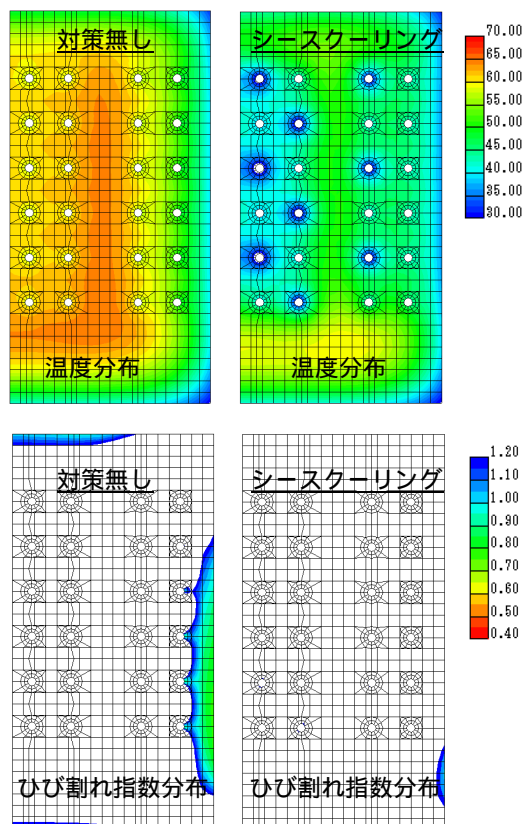 対策無し
シースクーリング
70.00
65.00
60.00
55.00
50.00
45.00
40.00
35.00
30.00
温度分布
温度分布
対策無し
シースクーリング
1.20
1.10
1.00
0.90
0.80
0.70
0.60
0.50
0.40
ひび割れ指数分布
ひび割れ指数分布